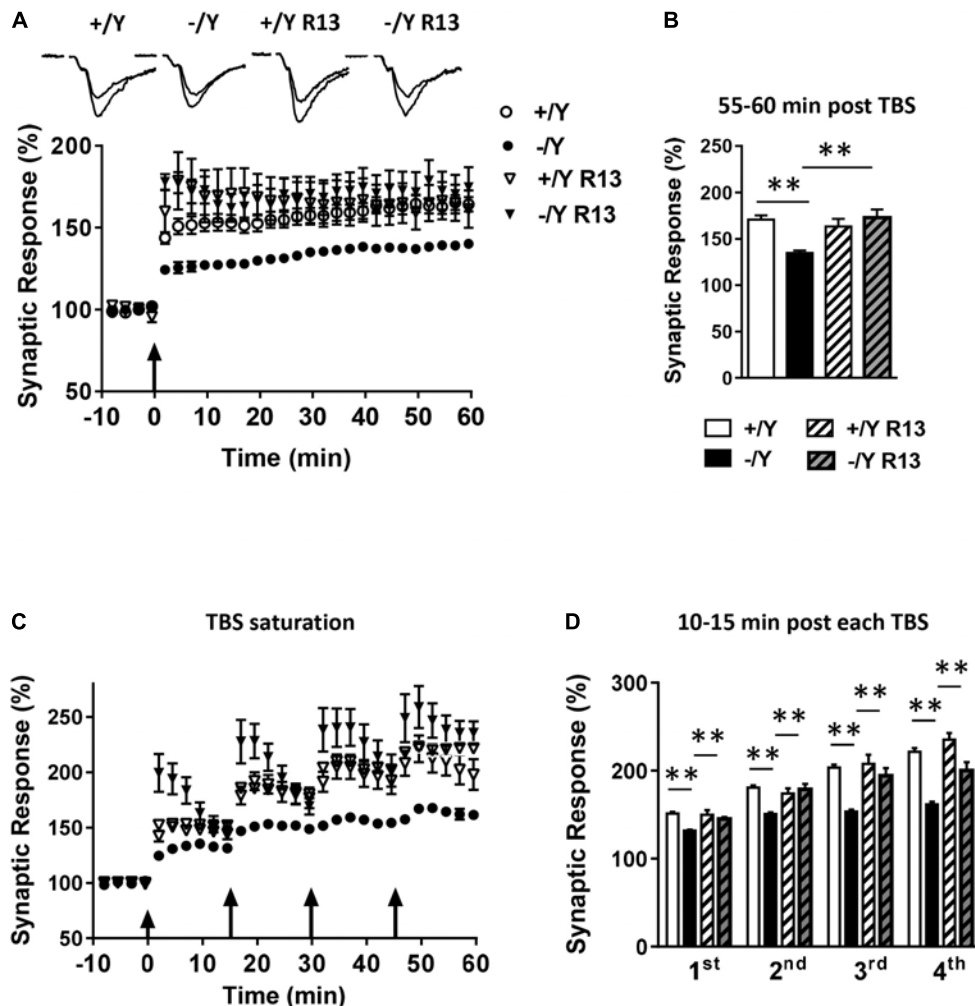 A
+/Y -/Y +/Y R13 -/Y R13
Synaptic Response (%)
200
150
100
50
-10 0 10 20 30 40 50 60
Time (min)
+/Y
-/Y
+/Y R13
-/Y R13
B
55-60 min post TBS
Synaptic Response (%)
250
200
150
100
50
0
** **
+/Y +/Y R13
-/Y -/Y R13
C
TBS saturation
Synaptic Response (%)
250
200
150
100
50
-10 0 10 20 30 40 50 60
Time (min)
D
10-15 min post each TBS
Synaptic Response (%)
300
200
100
0
** ** ** ** ** ** ** **
1st 2nd 3rd 4th